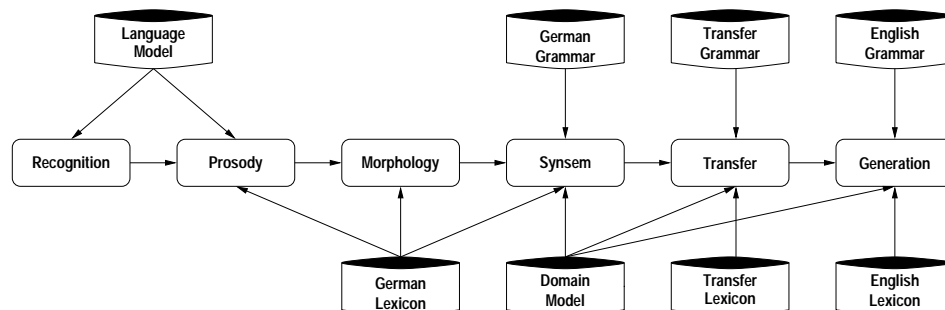 Language
Model
German
Grammar
Transfer
Grammar
English
Grammar
Recognition
Prosody
Morphology
Synsem
Transfer
Generation
German
Lexicon
Domain
Model
Transfer
Lexicon
English
Lexicon